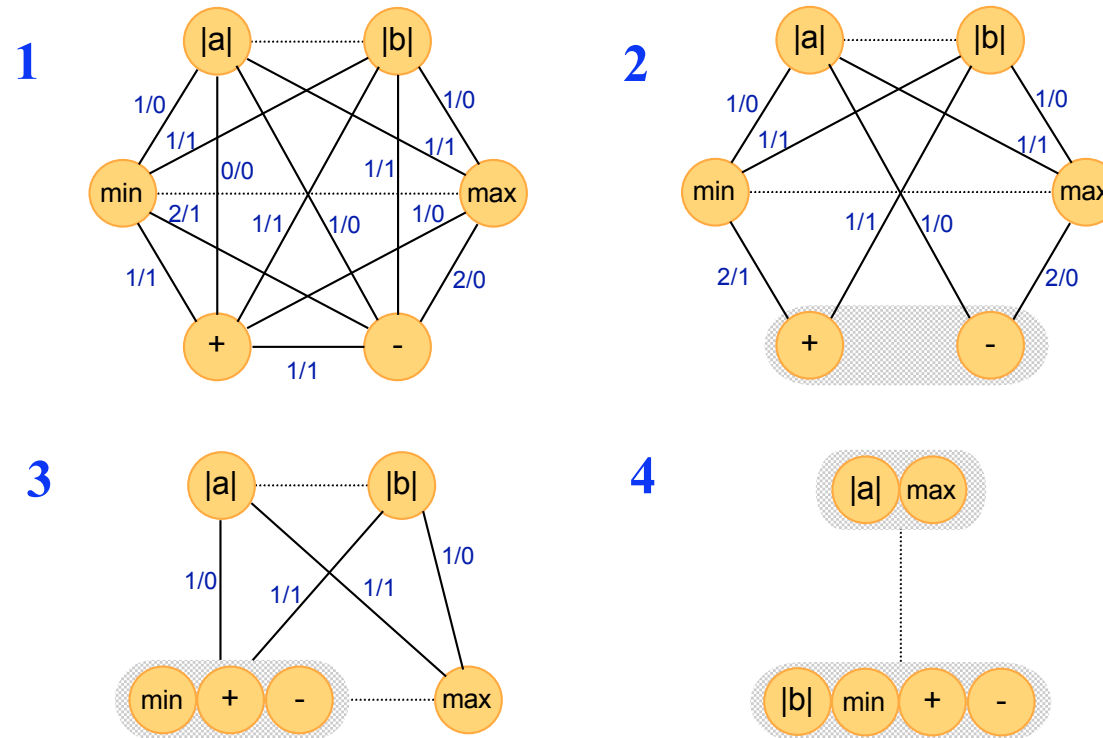 1
|a|
|b|
1/0
1/0
1/1
1/1
0/0
1/1
min
max
2/1
1/1
1/0
1/0
1/1
2/0
+
-
1/1
2
|a|
|b|
1/0
1/0
1/1
1/1
min
max
1/1
1/0
2/1
2/0
+
-
3
|a|
|b|
1/0
1/0
1/1
1/1
min
+
-
max
4
|a|
max
|b|
min
+
-